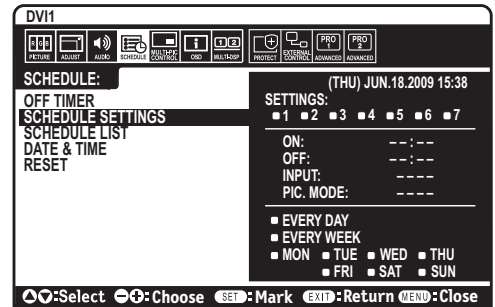 DVI1
RGB
PICTURE ADJUST AUDIO SCHEDULE MULTI-PIC CONTROL OSD MULTI-DSP PROTECT EXTERNAL CONTROL PRO 1 ADVANCED PRO 2 ADVANCED
SCHEDULE:
OFF TIMER
SCHEDULE SETTINGS
SCHEDULE LIST
DATE & TIME
RESET
(THU) JUN.18.2009 15:38
SETTINGS:
1 2 3 4 5 6 7
ON: --:--
OFF: --:--
INPUT: ----
PIC. MODE: ----
EVERY DAY
EVERY WEEK
MON TUE WED THU
FRI SAT SUN
:Select :Choose SET:Mark EXIT:Return MENU:Close